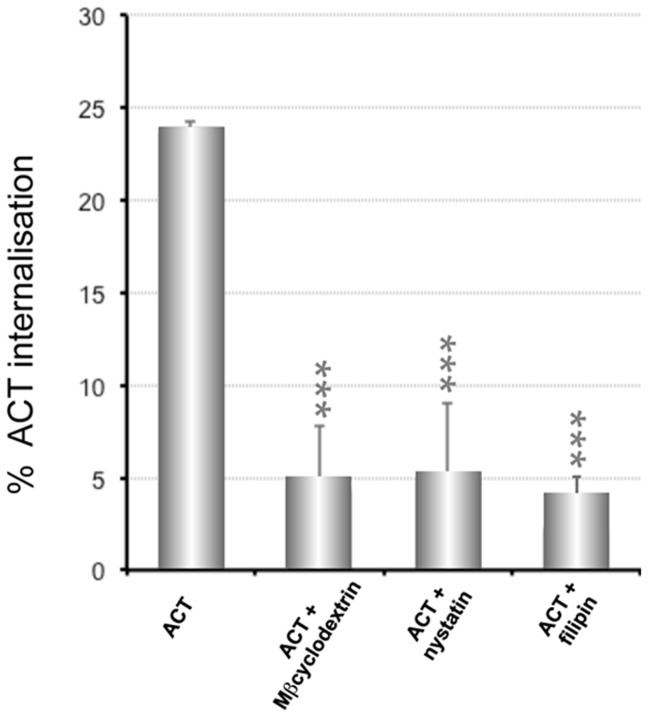 30
25
20
15
10
5
0
% ACT internalisation
***
***
***
ACT
ACT +
Mβcyclodextrin
ACT +
nystatin
ACT +
filipin